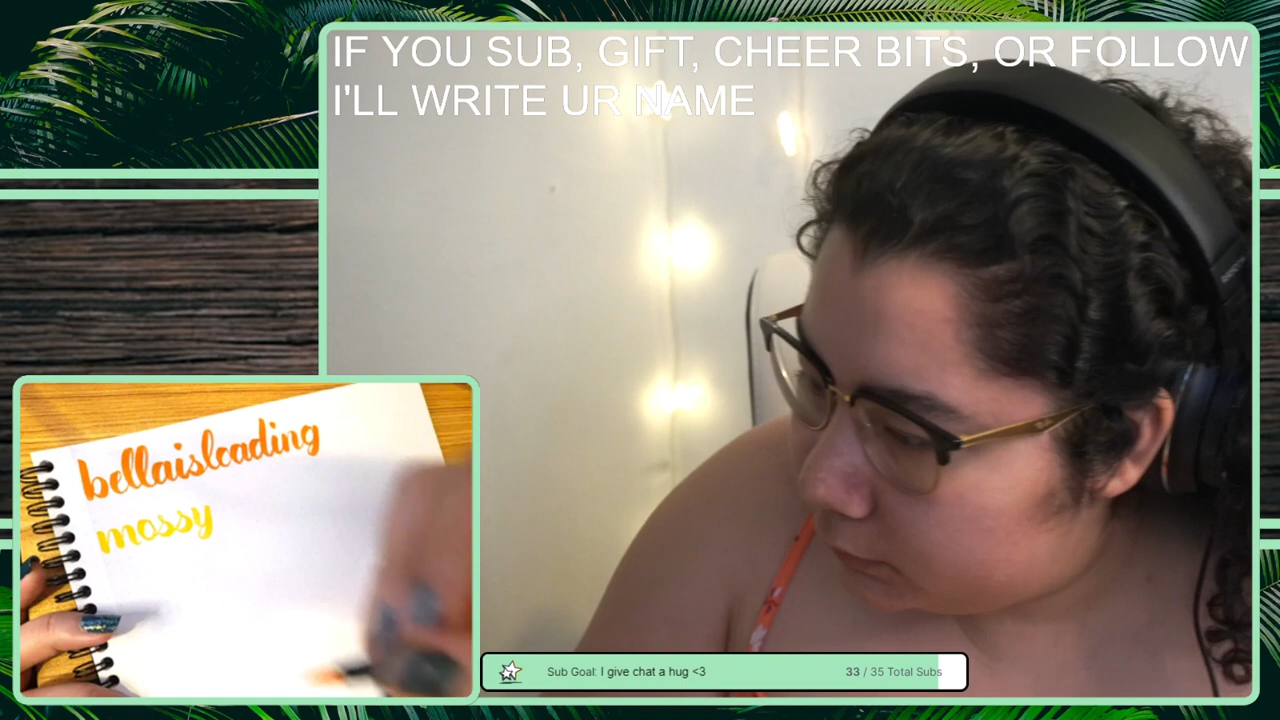 IF YOU SUB, GIFT, CHEER BITS, OR FOLLOW
I'LL WRITE UR NAME
bellaisloading
mossy
Sub Goal: I give chat a hug <3 33 / 35 Total Subs